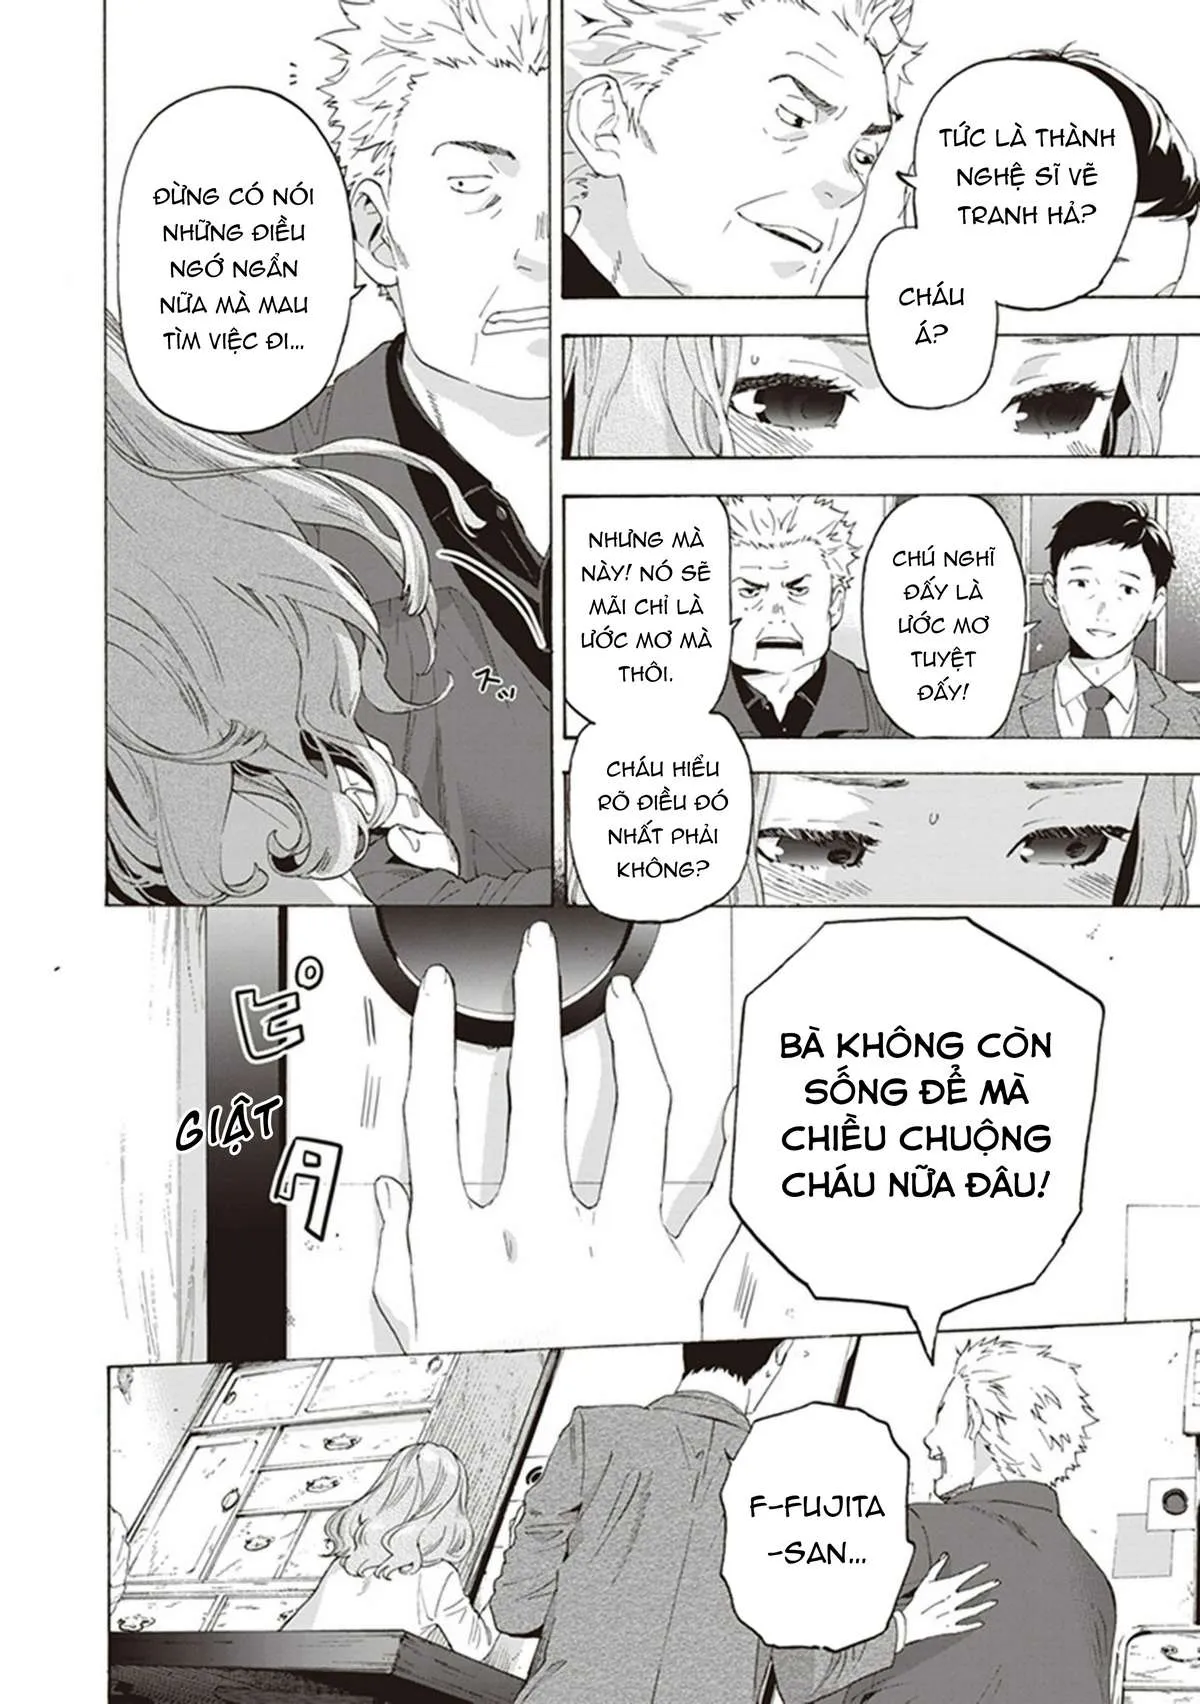 TỨC LÀ THÀNH
NGHỆ SĨ VẼ
TRANH HẢ?
CHÁU
Á?
CHÚ NGHĨ
ĐẤY LÀ
ƯỚC MƠ
TUYỆT
ĐẤY!
NHƯNG MÀ
NÀY! NÓ SẼ
MÃI CHỈ LÀ
ƯỚC MƠ MÀ
THÔI.
CHÁU HIỂU
RÕ ĐIỀU ĐÓ
NHẤT PHẢI
KHÔNG?
ĐỪNG CÓ NÓI
NHỮNG ĐIỀU
NGỚ NGẨN
NỮA MÀ MAU
TÌM VIỆC ĐI...
スッ
BÀ KHÔNG CÒN
SỐNG ĐỂ MÀ
CHIỀU CHUỘNG
CHÁU NỮA ĐÂU!
ピタ
GIẬT
F-FUJITA
-SAN...